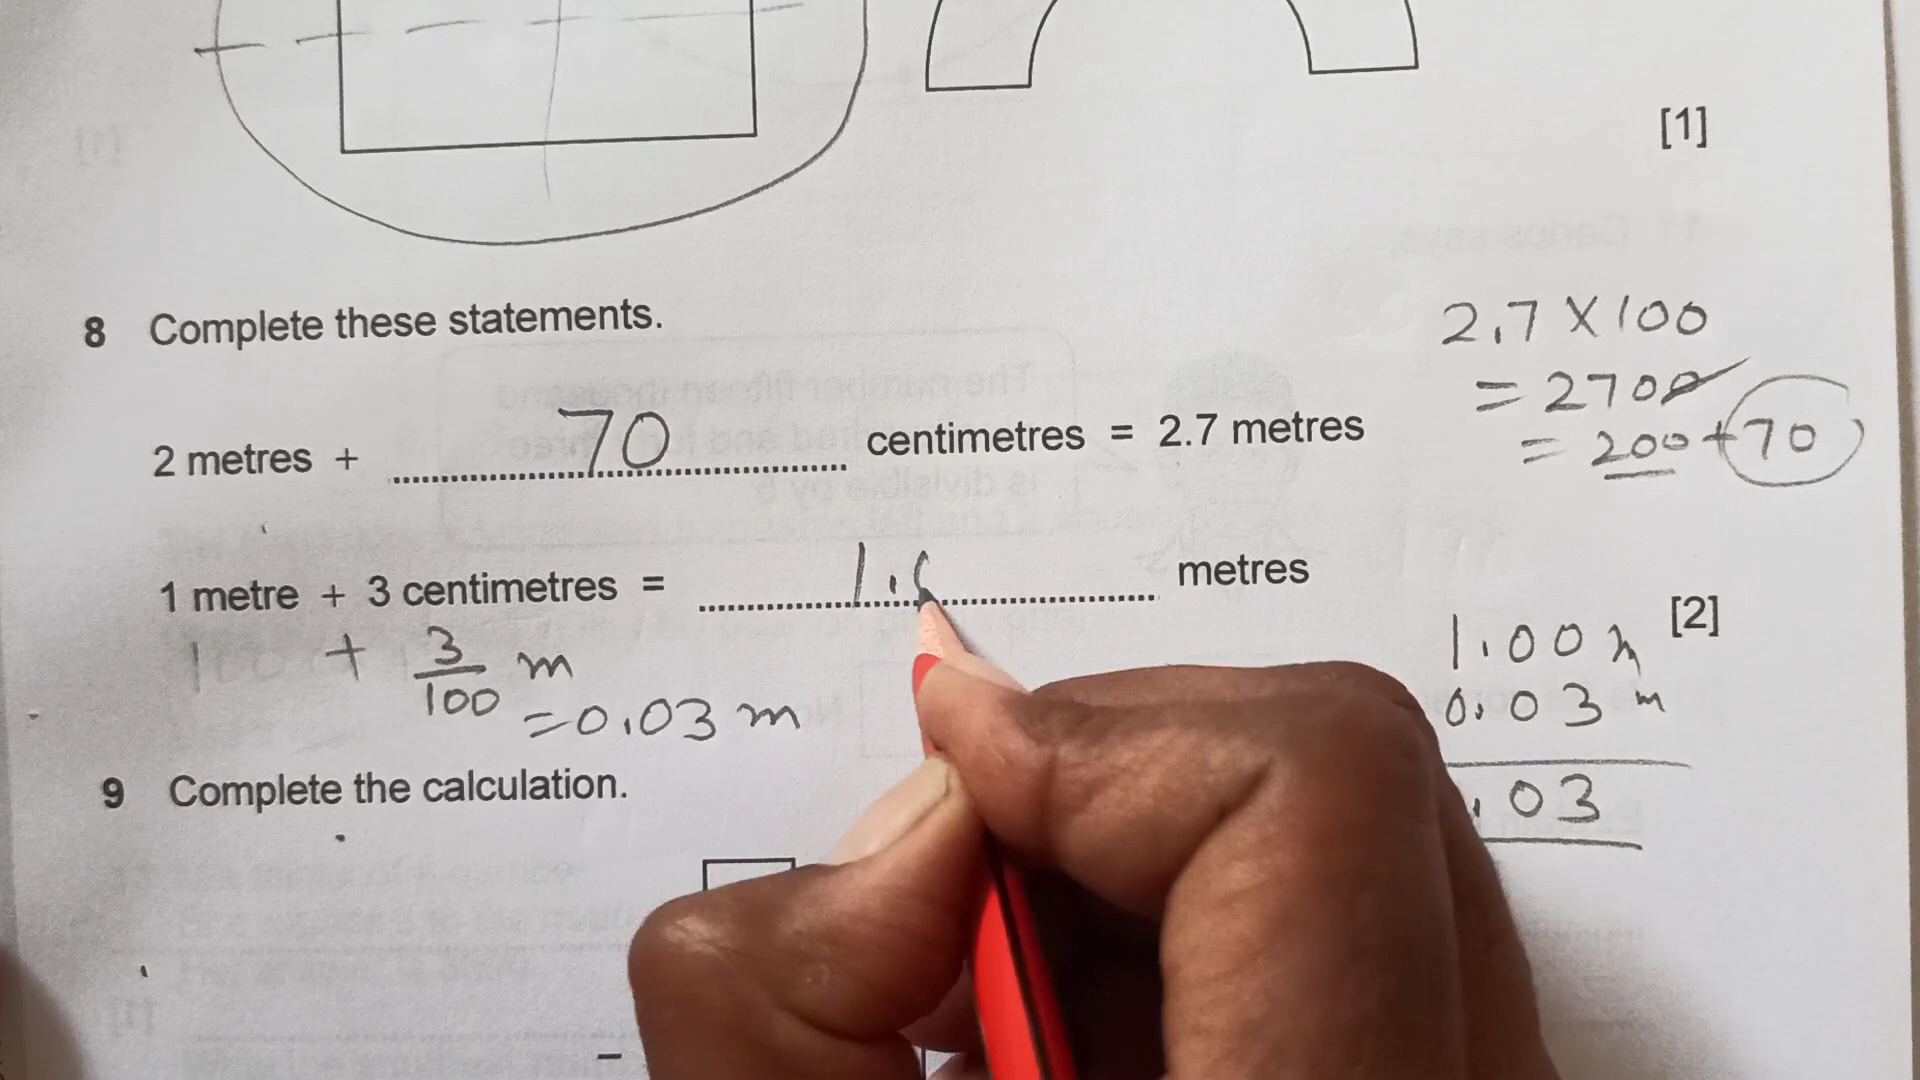 [1]
8 Complete these statements.
2.7 × 100
= 2700
= 200 + 70
2 metres + 70 centimetres = 2.7 metres
1 metre + 3 centimetres = 1. metres
[2]
100 + 3/100 m
= 0.03 m
1.00 m
0.03 m
.03
9 Complete the calculation.
–